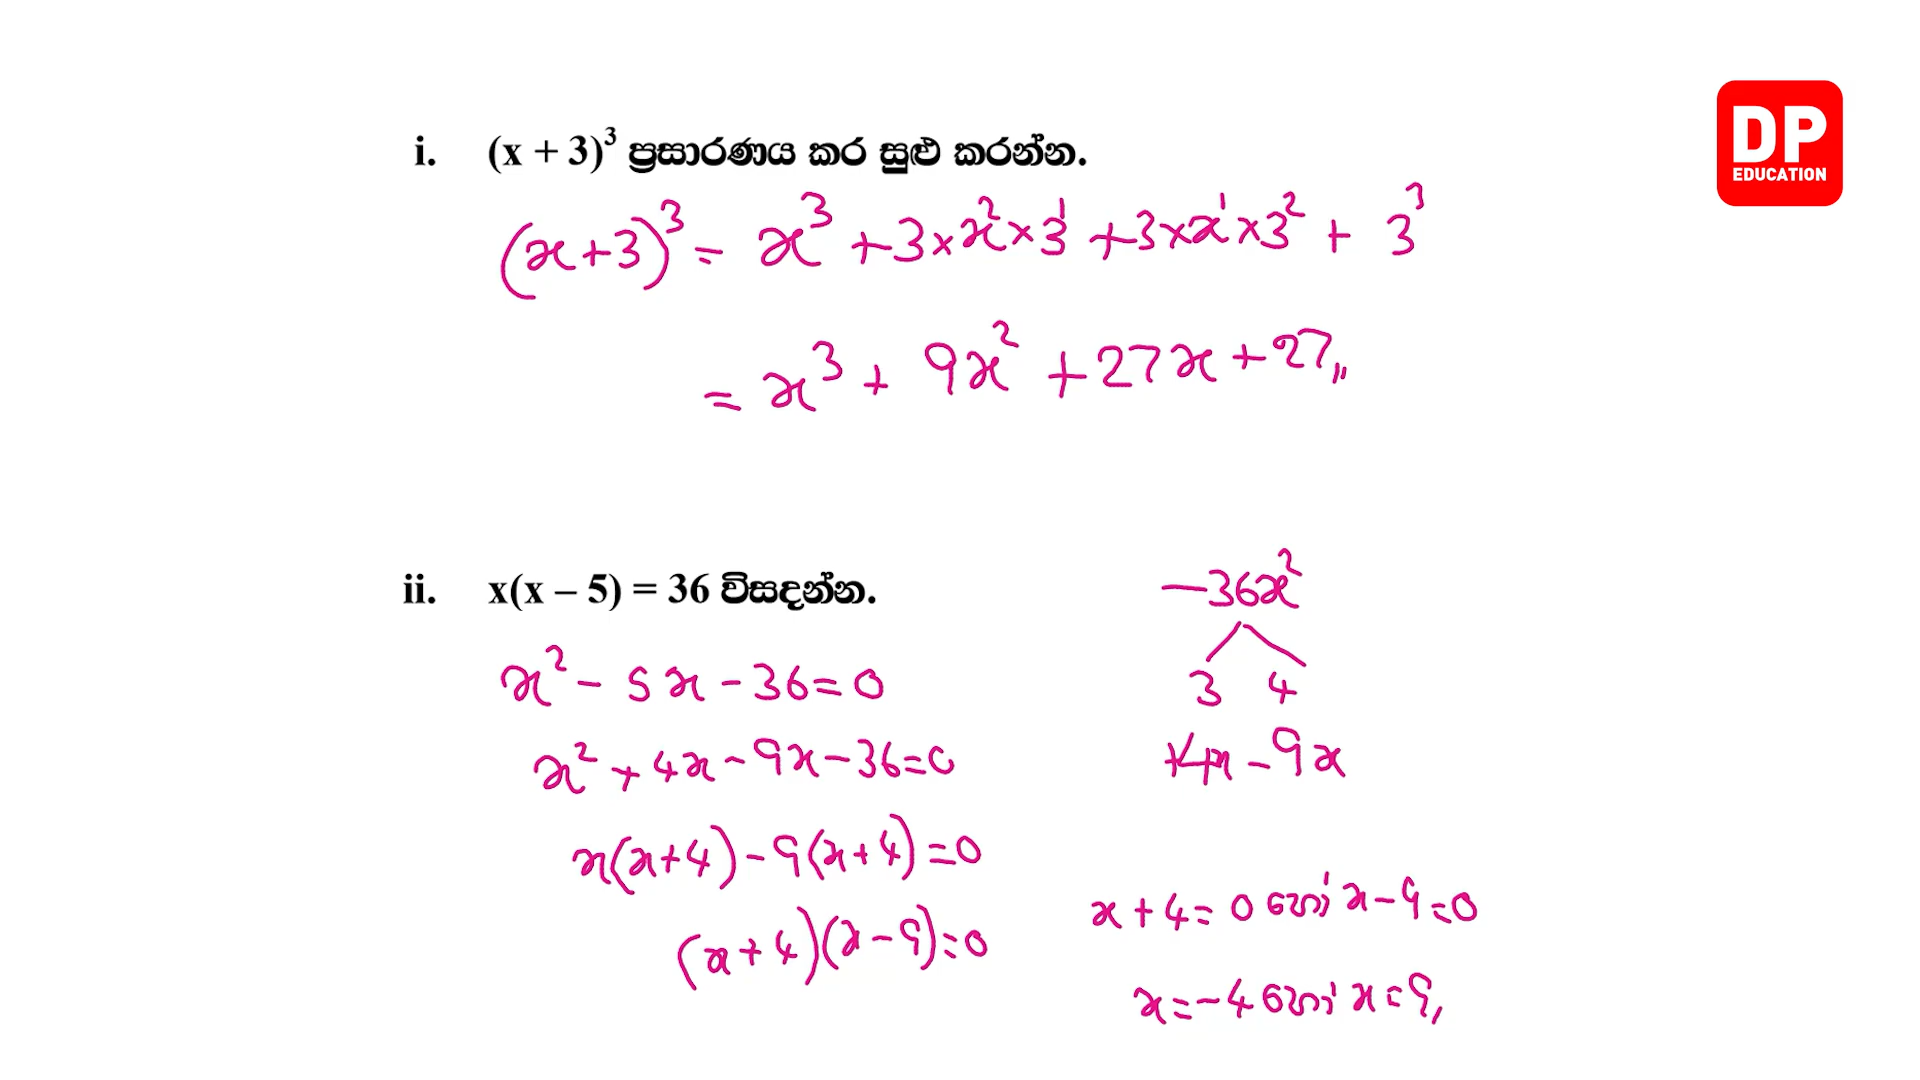 DP
EDUCATION
i. (x + 3)³ ප්‍රසාරණය කර සුළු කරන්න.
(x+3)³ = x³ + 3×x²×3¹ + 3×x¹×3² + 3³
= x³ + 9x² + 27x + 27,,
ii. x(x – 5) = 36 විසදන්න.
x² - 5x - 36 = 0
x² + 4x - 9x - 36 = 0
x(x+4) - 9(x+4) = 0
(x+4)(x-9) = 0
-36x²
3 4
+4x - 9x
x + 4 = 0 හෝ x - 9 = 0
x = -4 හෝ x = 9,